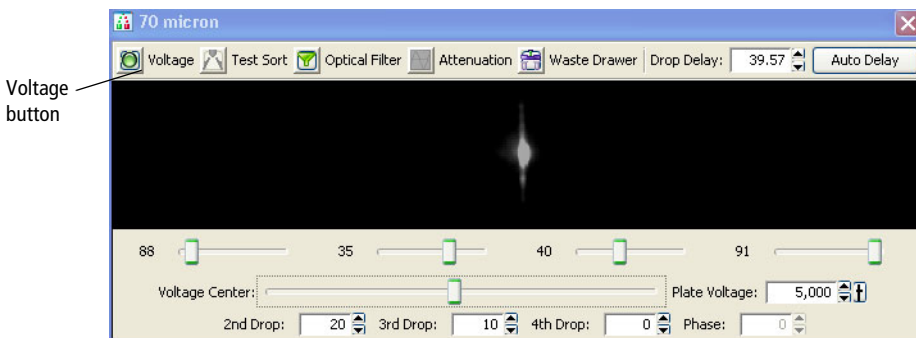 70 micron
Voltage Test Sort Optical Filter Attenuation Waste Drawer Drop Delay: 39.57 Auto Delay
Voltage
button
88 35 40 91
Voltage Center: Plate Voltage: 5,000
2nd Drop: 20 3rd Drop: 10 4th Drop: 0 Phase: 0